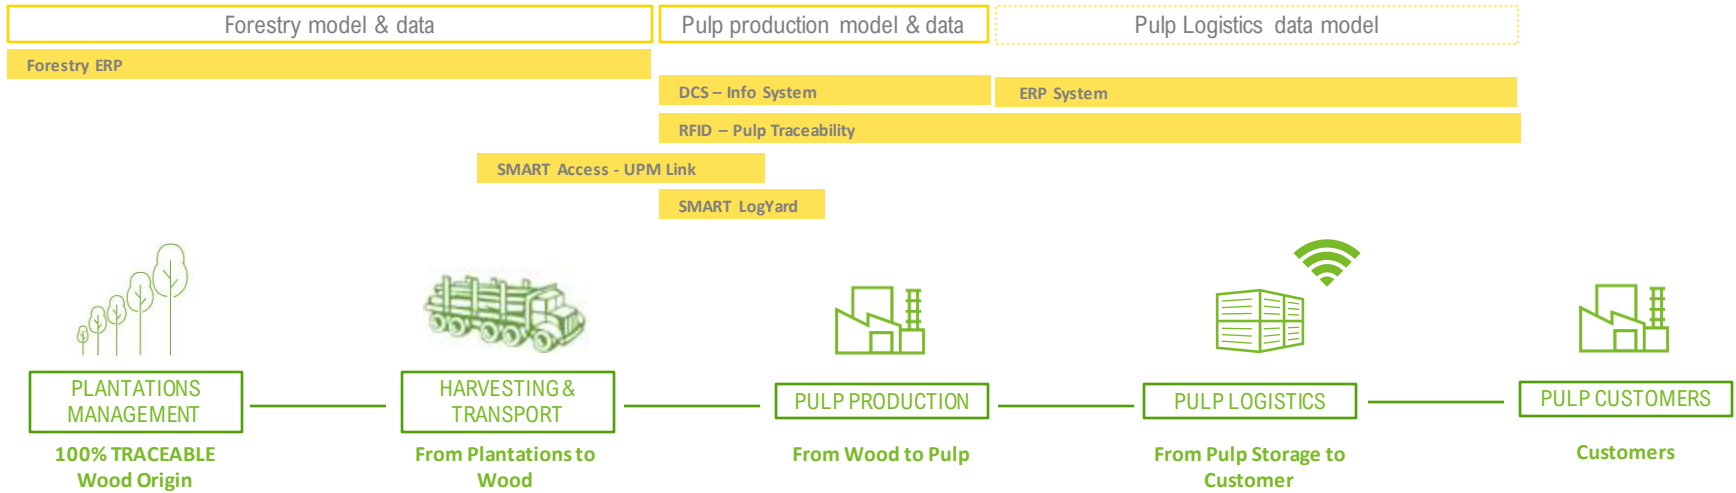 Forestry model & data
Pulp production model & data
Pulp Logistics data model
Forestry ERP
DCS – Info System
ERP System
RFID – Pulp Traceability
SMART Access - UPM Link
SMART LogYard
PLANTATIONS
MANAGEMENT
HARVESTING &
TRANSPORT
PULP PRODUCTION
PULP LOGISTICS
PULP CUSTOMERS
100% TRACEABLE
Wood Origin
From Plantations to
Wood
From Wood to Pulp
From Pulp Storage to
Customer
Customers